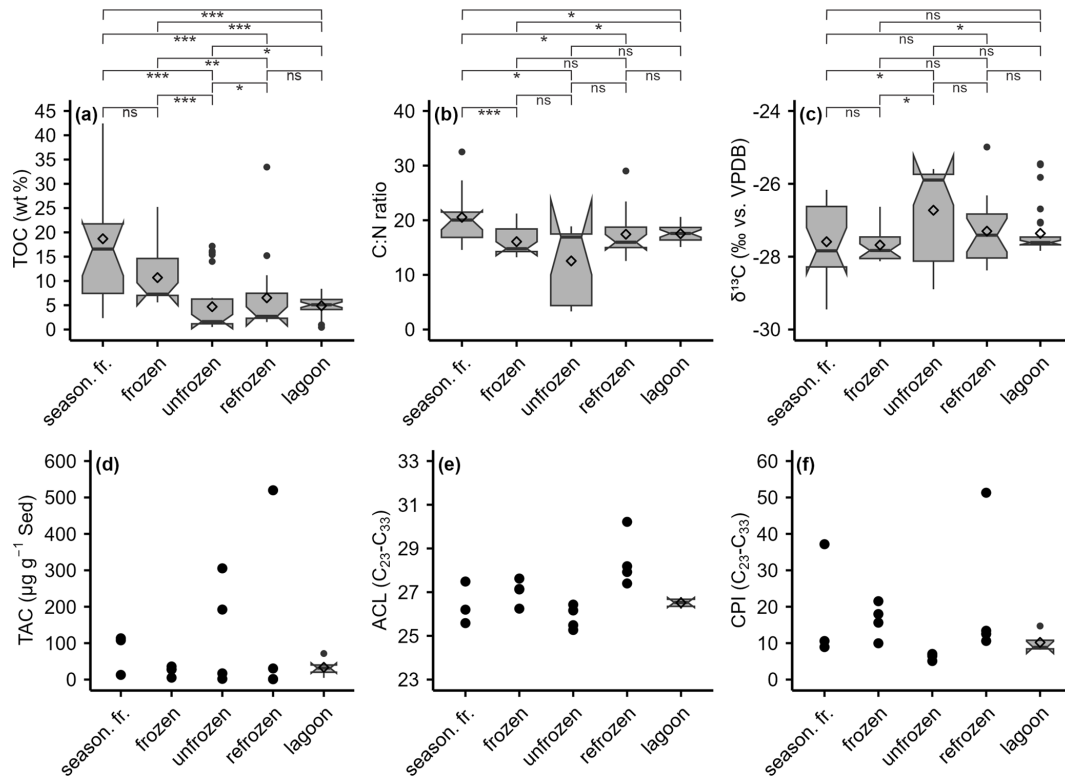 ***
***
***
*
**
***
*
ns
***
ns
(a)
TOC (wt %)
45
40
35
30
25
20
15
10
5
0
season. fr.
frozen
unfrozen
refrozen
lagoon
*
*
*
ns
ns
*
ns
ns
ns
***
(b)
C:N ratio
40
30
20
10
0
season. fr.
frozen
unfrozen
refrozen
lagoon
ns
*
ns
ns
ns
*
ns
ns
*
ns
(c)
δ¹³C (‰ vs. VPDB)
-24
-26
-28
-30
season. fr.
frozen
unfrozen
refrozen
lagoon
(d)
TAC (µg g⁻¹ Sed)
600
500
400
300
200
100
0
season. fr.
frozen
unfrozen
refrozen
lagoon
(e)
ACL (C₂₃-C₃₃)
33
31
29
27
25
23
season. fr.
frozen
unfrozen
refrozen
lagoon
(f)
CPI (C₂₃-C₃₃)
60
50
40
30
20
10
0
season. fr.
frozen
unfrozen
refrozen
lagoon